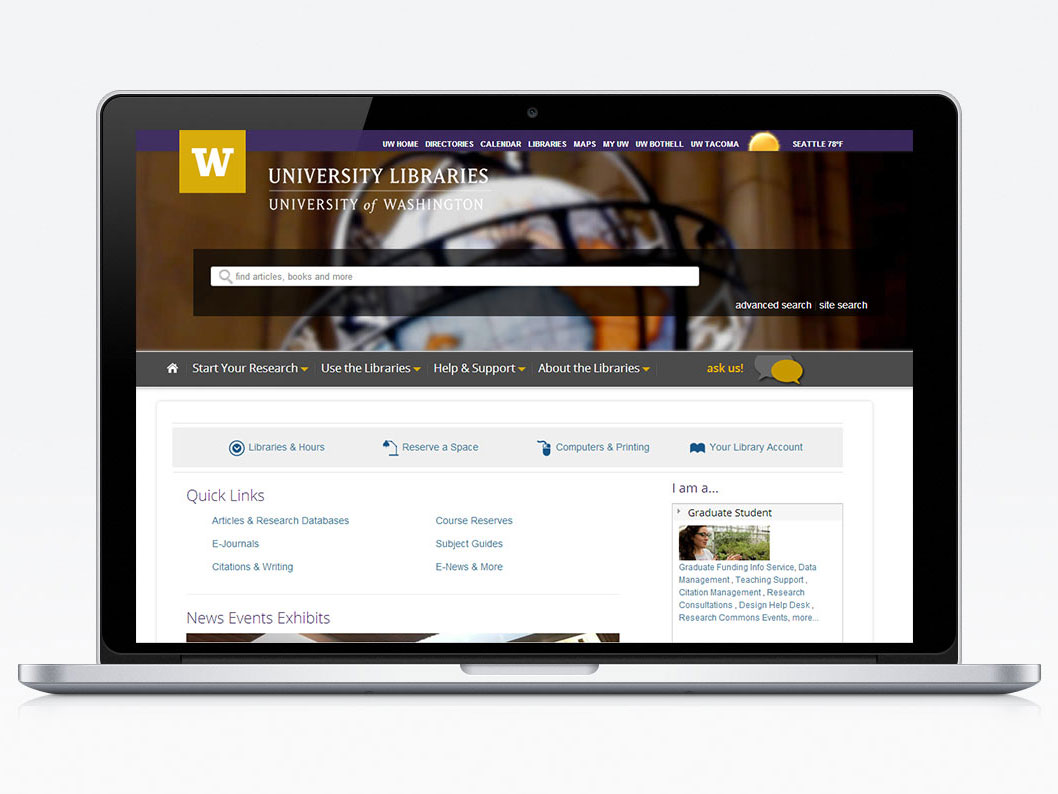 UW HOME DIRECTORIES CALENDAR LIBRARIES MAPS MY UW UW BOTHELL UW TACOMA SEATTLE 78°F
W
UNIVERSITY LIBRARIES
UNIVERSITY of WASHINGTON
find articles, books and more
advanced search | site search
Start Your Research Use the Libraries Help & Support About the Libraries ask us!
Libraries & Hours Reserve a Space Computers & Printing Your Library Account
Quick Links
Articles & Research Databases Course Reserves
E-Journals Subject Guides
Citations & Writing E-News & More
News Events Exhibits
I am a...
Graduate Student
Graduate Funding Info Service, Data
Management , Teaching Support ,
Citation Management , Research
Consultations , Design Help Desk ,
Research Commons Events, more...